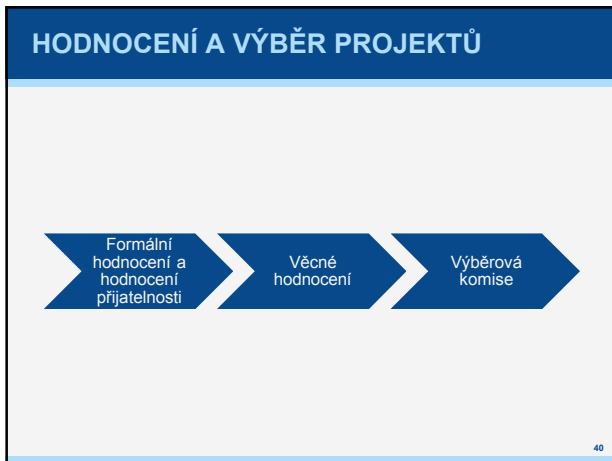 HODNOCENÍ A VÝBĚR PROJEKTŮ
Formální
hodnocení a
hodnocení
přijatelnosti
Věcné
hodnocení
Výběrová
komise
40